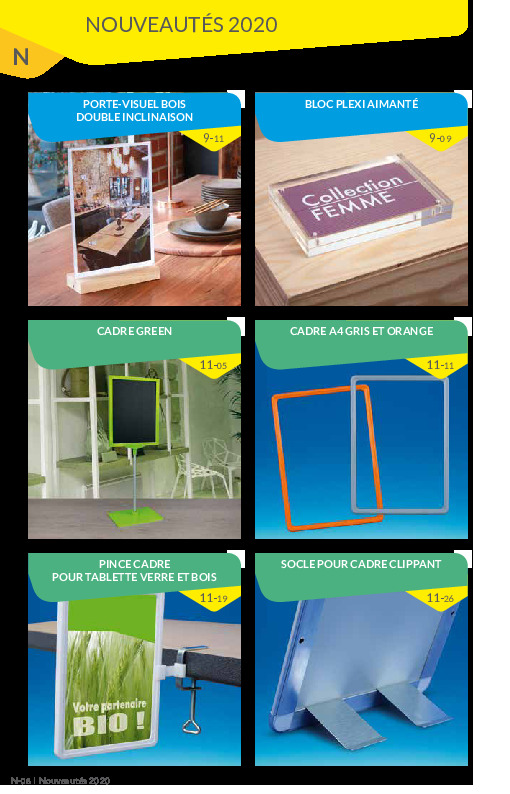 NOUVEAUTÉS 2020
N
PORTE-VISUEL BOIS
DOUBLE INCLINAISON
9-11
BLOC PLEXI AIMANTÉ
9-09
Collection
FEMME
CADRE GREEN
11-05
CADRE A4 GRIS ET ORANGE
11-11
PINCE CADRE
POUR TABLETTE VERRE ET BOIS
11-19
SOCLE POUR CADRE CLIPPANT
11-26
Votre partenaire
BIO !
N-08 | Nouveautés 2020